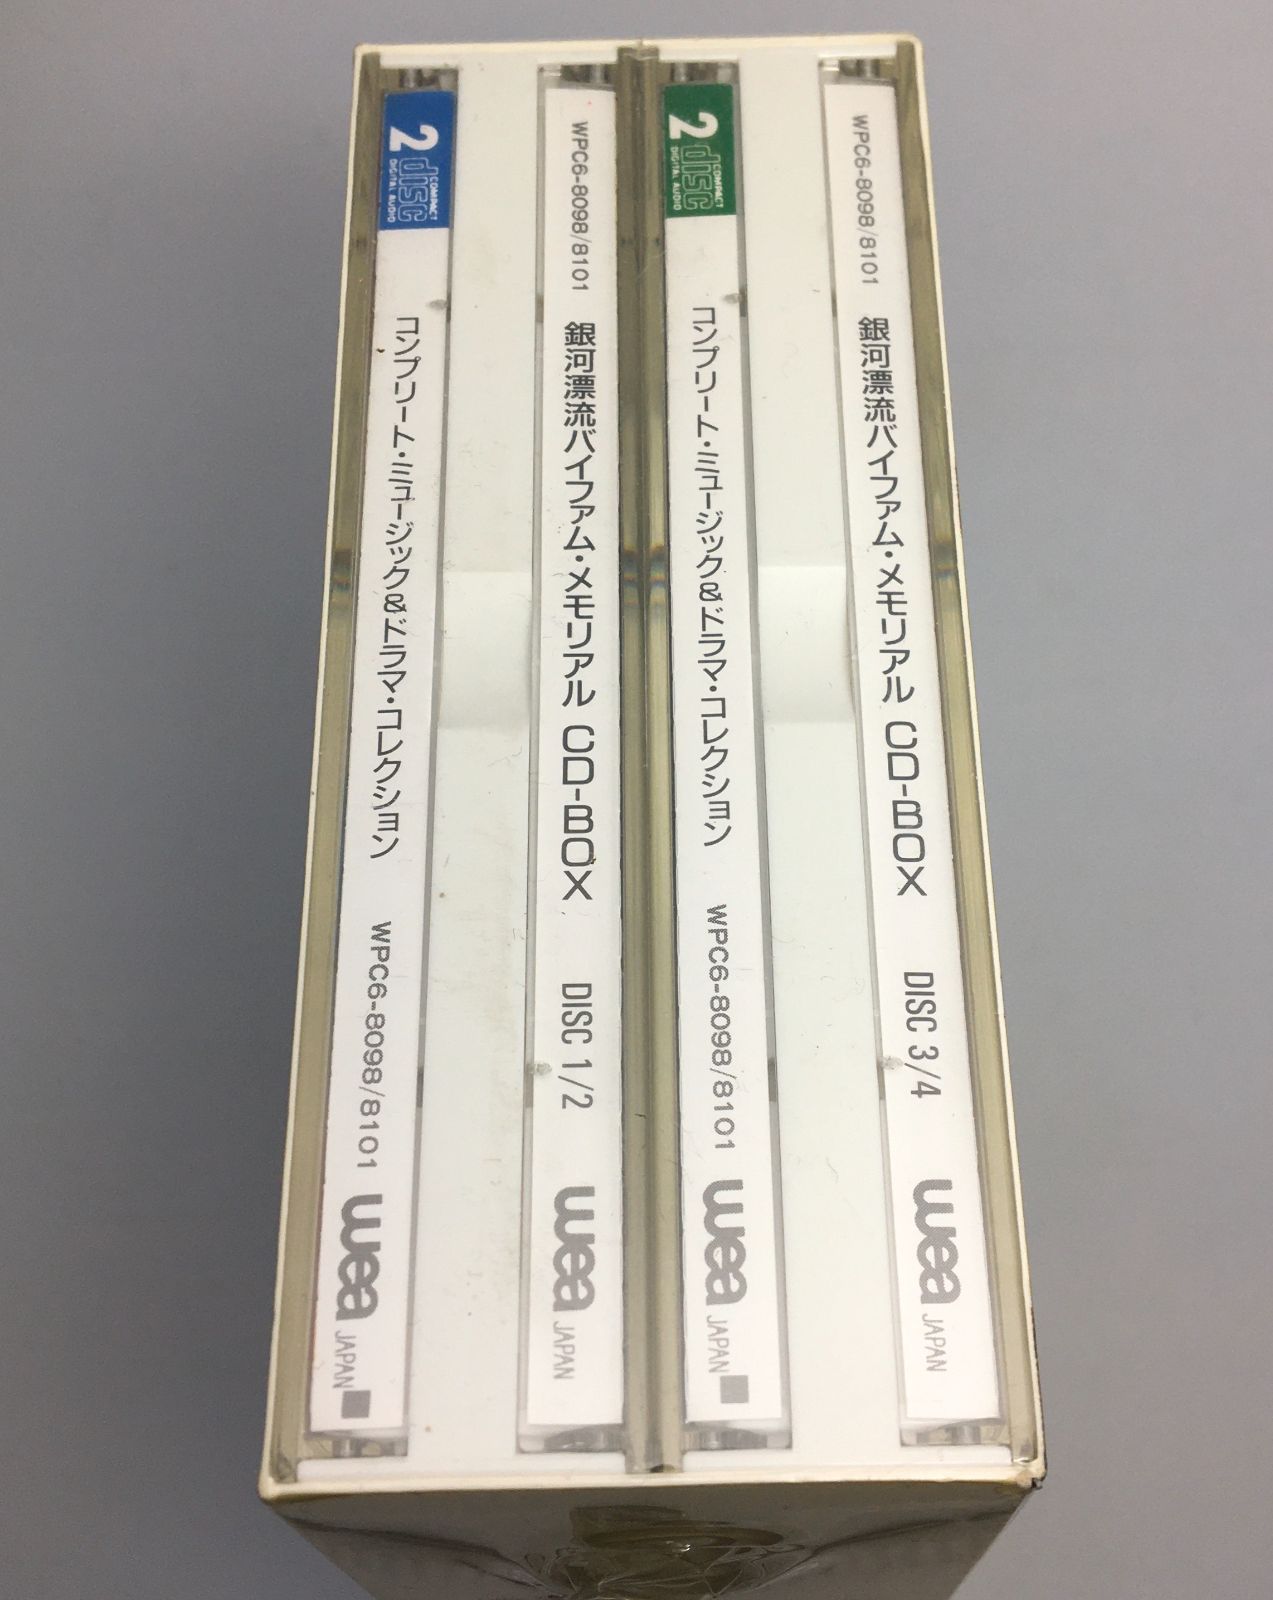 2 COMPACT disc DIGITAL AUDIO
コンプリート・ミュージック&ドラマ・コレクション WPC6-8098/8101 wea JAPAN
WPC6-8098/8101 銀河漂流バイファム・メモリアル CD-BOX DISC 1/2 wea JAPAN
2 COMPACT disc DIGITAL AUDIO
コンプリート・ミュージック&ドラマ・コレクション WPC6-8098/8101 wea JAPAN
WPC6-8098/8101 銀河漂流バイファム・メモリアル CD-BOX DISC 3/4 wea JAPAN